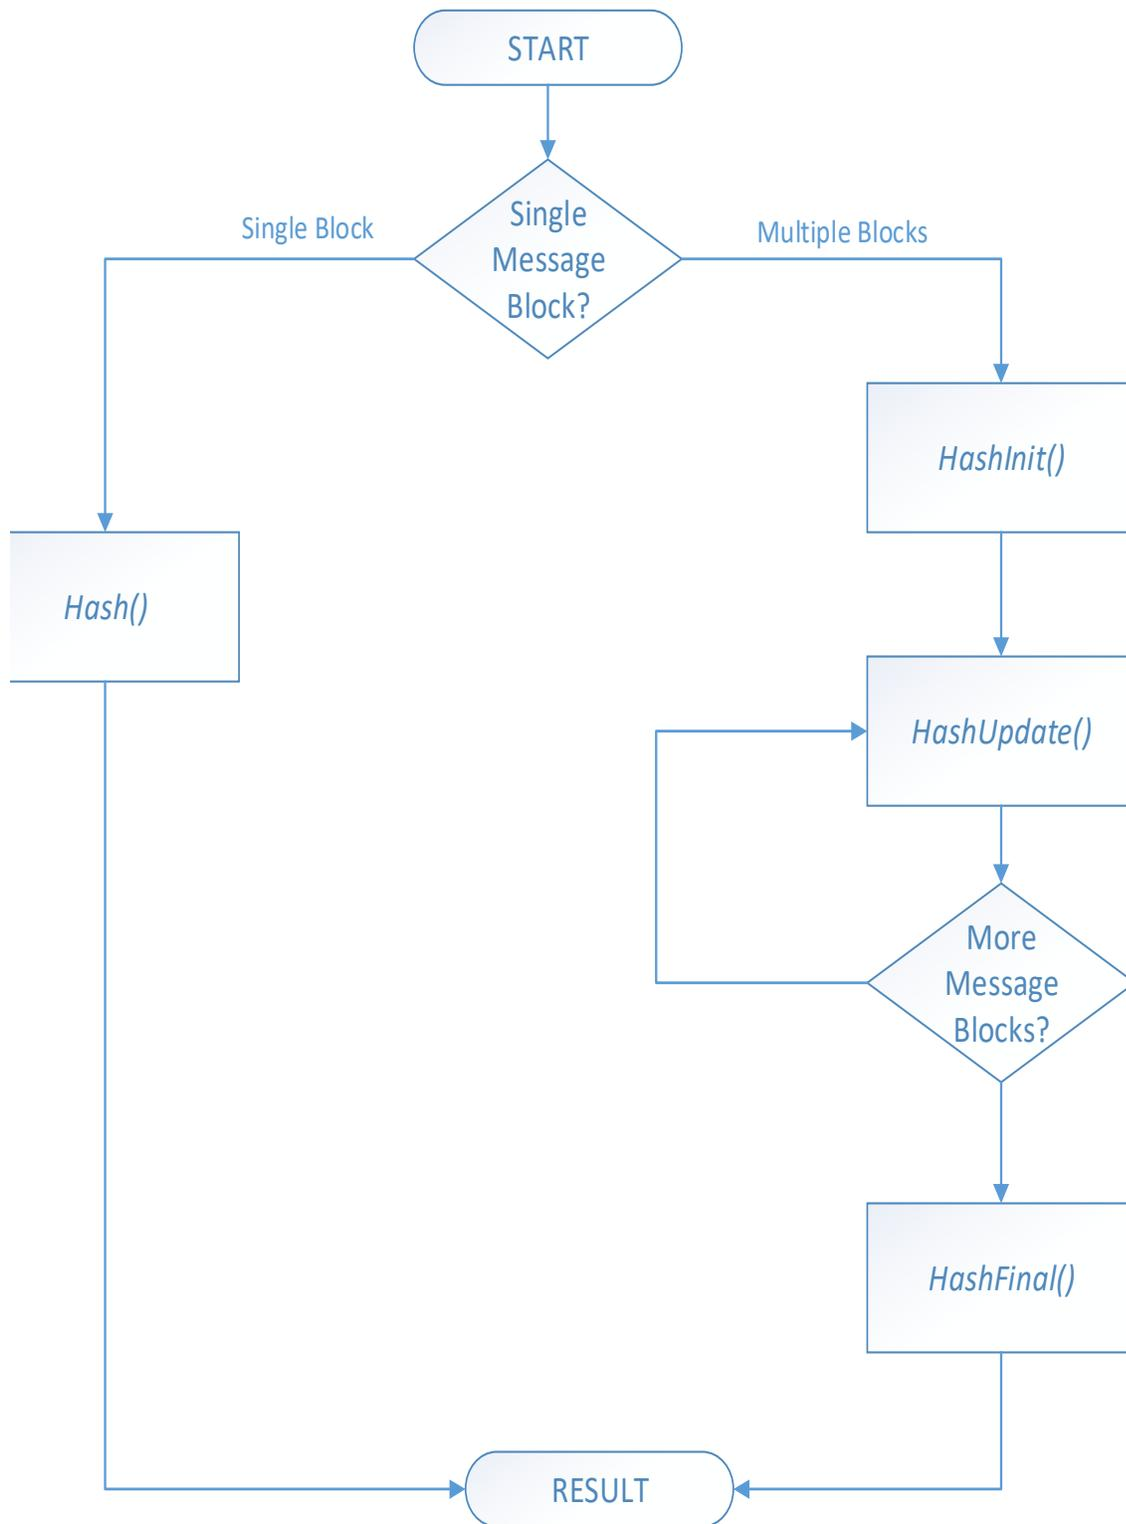 START
Single
Message
Block?
Single Block
Multiple Blocks
HashInit()
Hash()
HashUpdate()
More
Message
Blocks?
HashFinal()
RESULT